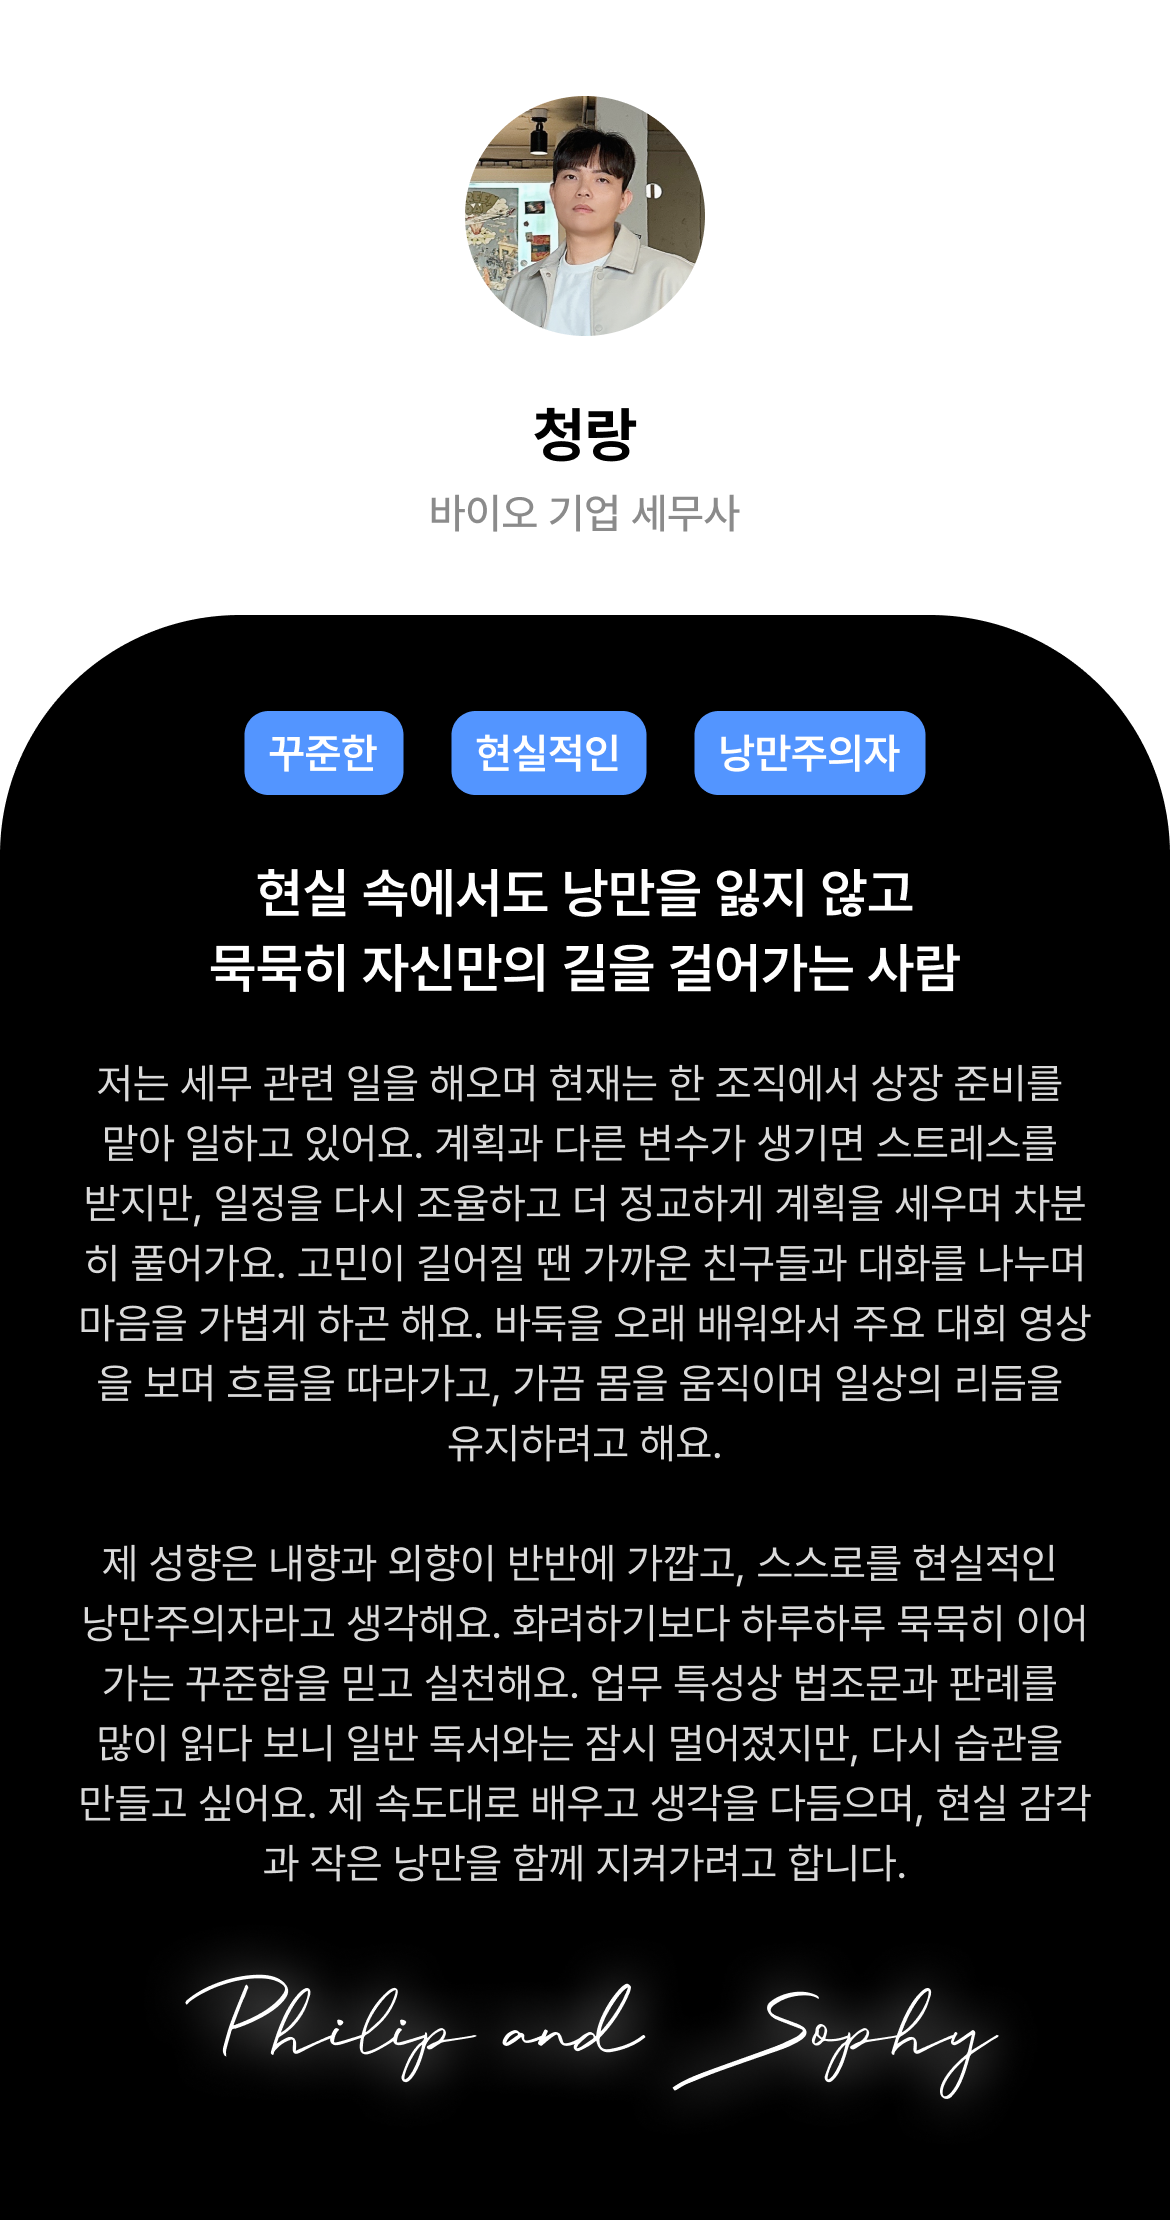 청랑
바이오 기업 세무사
꾸준한 현실적인 낭만주의자
현실 속에서도 낭만을 잃지 않고
묵묵히 자신만의 길을 걸어가는 사람
저는 세무 관련 일을 해오며 현재는 한 조직에서 상장 준비를
맡아 일하고 있어요. 계획과 다른 변수가 생기면 스트레스를
받지만, 일정을 다시 조율하고 더 정교하게 계획을 세우며 차분
히 풀어가요. 고민이 길어질 땐 가까운 친구들과 대화를 나누며
마음을 가볍게 하곤 해요. 바둑을 오래 배워와서 주요 대회 영상
을 보며 흐름을 따라가고, 가끔 몸을 움직이며 일상의 리듬을
유지하려고 해요.
제 성향은 내향과 외향이 반반에 가깝고, 스스로를 현실적인
낭만주의자라고 생각해요. 화려하기보다 하루하루 묵묵히 이어
가는 꾸준함을 믿고 실천해요. 업무 특성상 법조문과 판례를
많이 읽다 보니 일반 독서와는 잠시 멀어졌지만, 다시 습관을
만들고 싶어요. 제 속도대로 배우고 생각을 다듬으며, 현실 감각
과 작은 낭만을 함께 지켜가려고 합니다.
Philip and Sophy